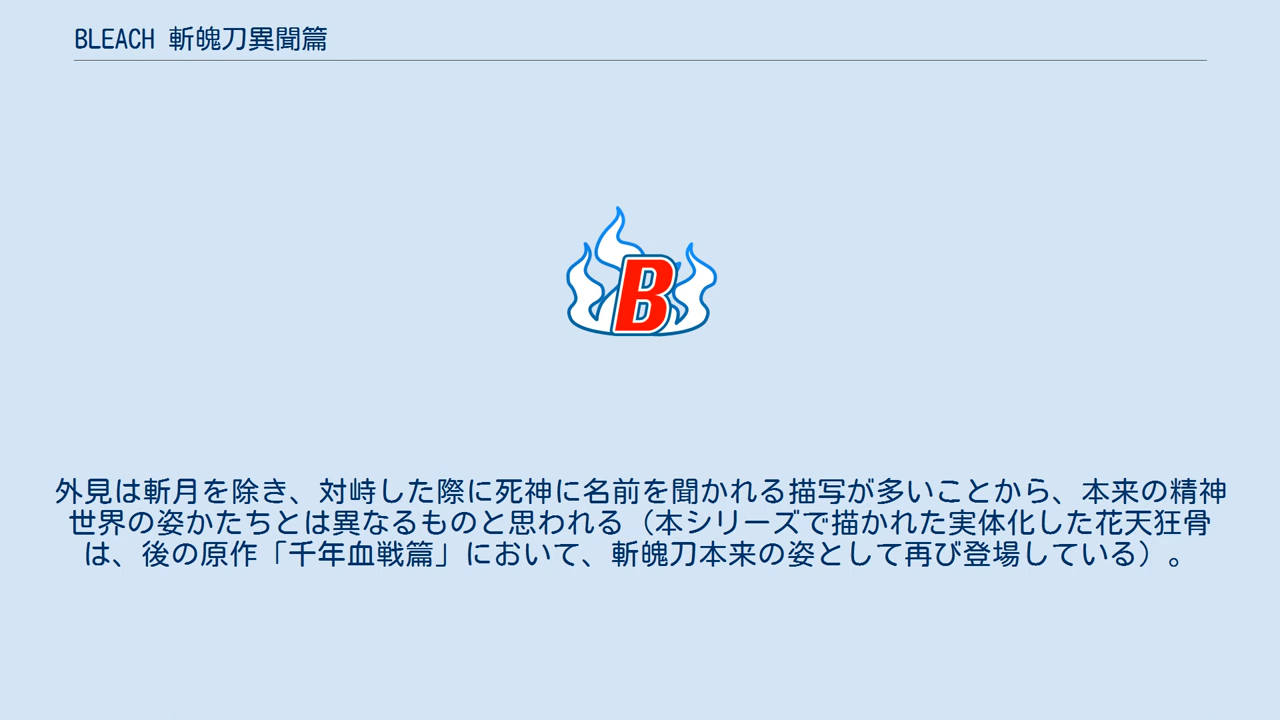 BLEACH 斬魄刀異聞篇
B
外見は斬月を除き、対峙した際に死神に名前を聞かれる描写が多いことから、本来の精神
世界の姿かたちとは異なるものと思われる（本シリーズで描かれた実体化した花天狂骨
は、後の原作「千年血戦篇」において、斬魄刀本来の姿として再び登場している）。